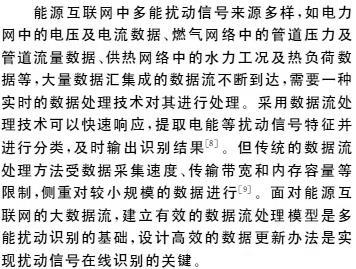 能源互联网中多能扰动信号来源多样，如电力
网中的电压及电流数据、燃气网络中的管道压力及
管道流量数据、供热网络中的水力工况及热负荷数
据等，大量数据汇集成的数据流不断到达，需要一种
实时的数据处理技术对其进行处理。采用数据流处
理技术可以快速响应，提取电能等扰动信号特征并
进行分类，及时输出识别结果[8]。但传统的数据流
处理方法受数据采集速度、传输带宽和内存容量等
限制，侧重对较小规模的数据进行[9]。面对能源互
联网的大数据流，建立有效的数据流处理模型是多
能扰动识别的基础，设计高效的数据更新办法是实
现扰动信号在线识别的关键。